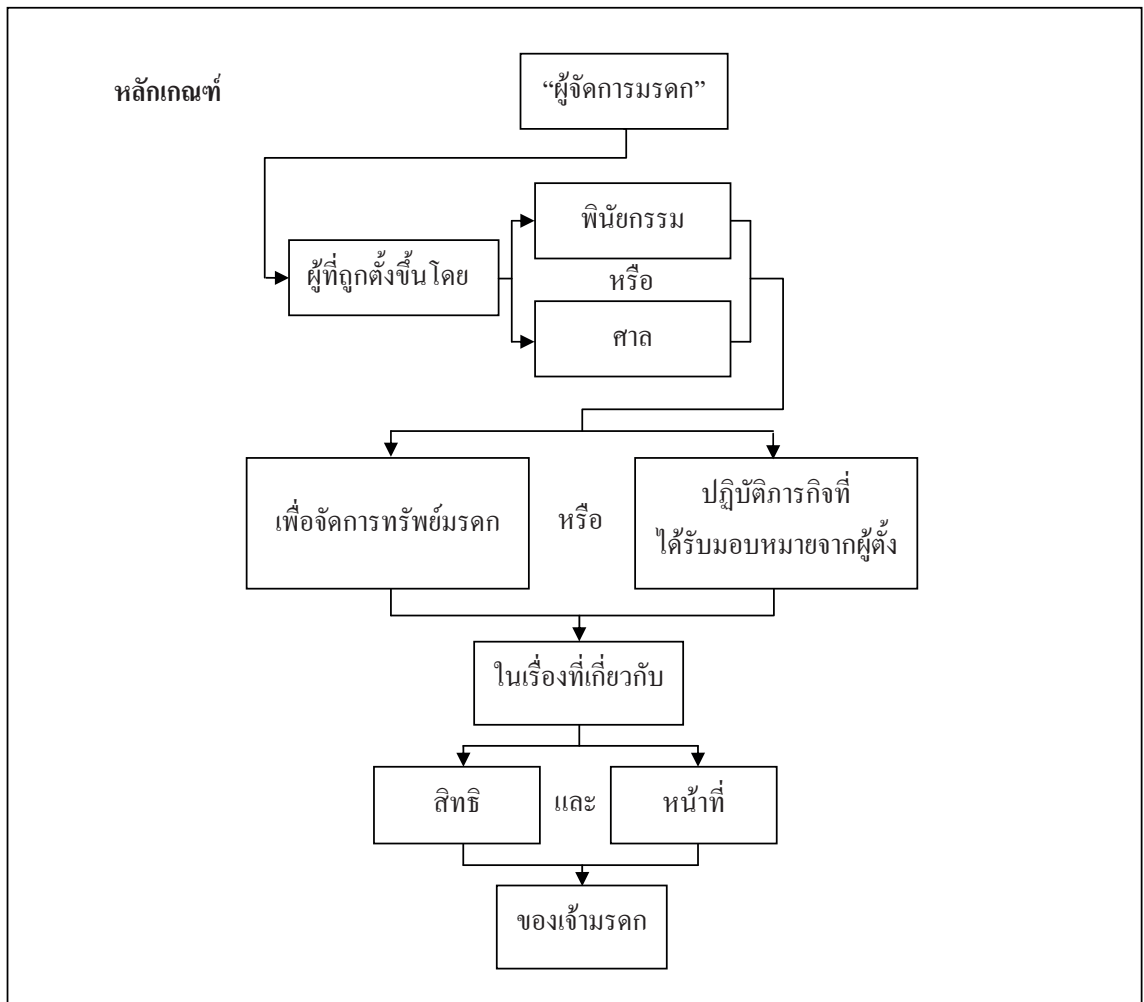 หลักเกณฑ์
“ผู้จัดการมรดก”
ผู้ที่ถูกตั้งขึ้นโดย
พินัยกรรม
หรือ
ศาล
เพื่อจัดการทรัพย์มรดก
หรือ
ปฏิบัติภารกิจที่
ได้รับมอบหมายจากผู้ตั้ง
ในเรื่องที่เกี่ยวกับ
สิทธิ
และ
หน้าที่
ของเจ้ามรดก